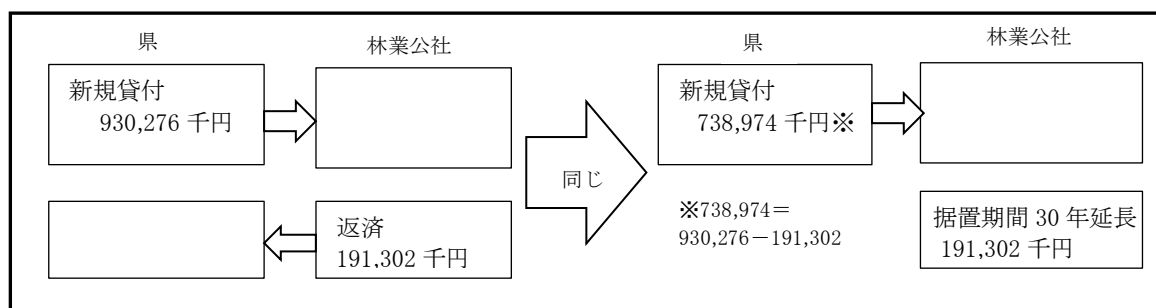 県
林業公社
新規貸付
930,276 千円
返済
191,302 千円
同じ
県
林業公社
新規貸付
738,974 千円※
※738,974＝
930,276－191,302
据置期間 30 年延長
191,302 千円